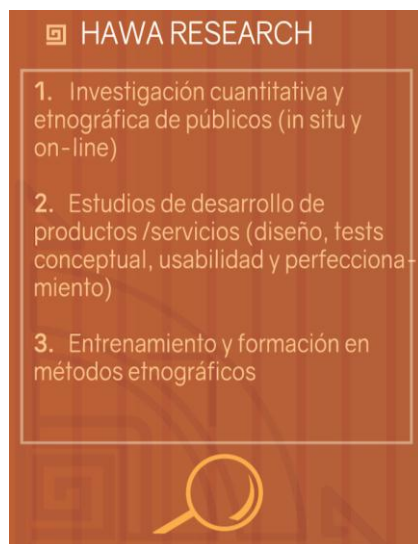 HAWA RESEARCH
1. Investigación cuantitativa y
etnográfica de públicos (in situ y
on-line)
2. Estudios de desarrollo de
productos /servicios (diseño, tests
conceptual, usabilidad y perfecciona-
miento)
3. Entrenamiento y formación en
métodos etnográficos